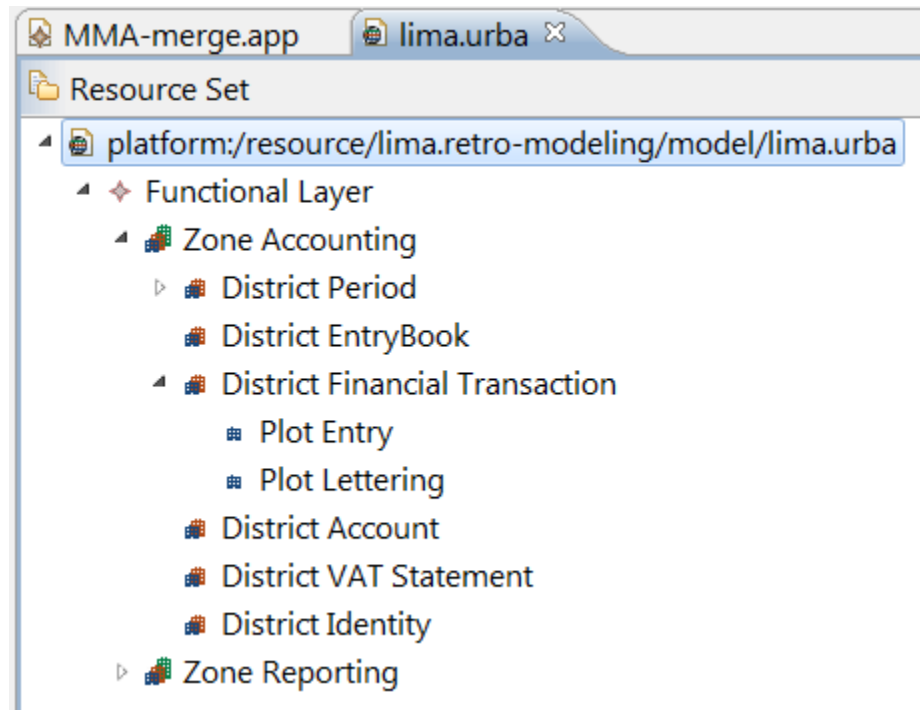 MMA-merge.app lima.urba
Resource Set
platform:/resource/lima.retro-modeling/model/lima.urba
Functional Layer
Zone Accounting
District Period
District EntryBook
District Financial Transaction
Plot Entry
Plot Lettering
District Account
District VAT Statement
District Identity
Zone Reporting